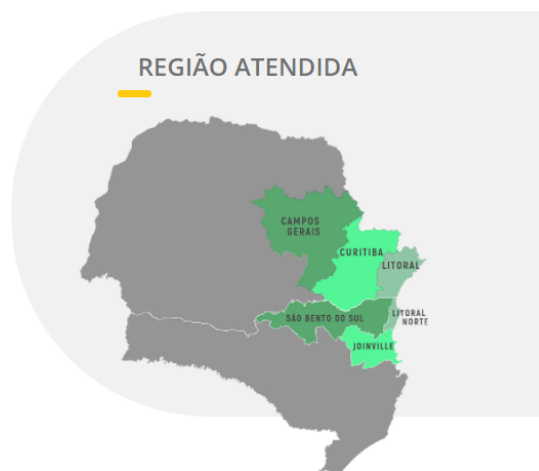 REGIÃO ATENDIDA
CAMPOS
GERAIS
CURITIBA
LITORAL
SÃO BENTO DO SUL
LITORAL
NORTE
JOINVILLE